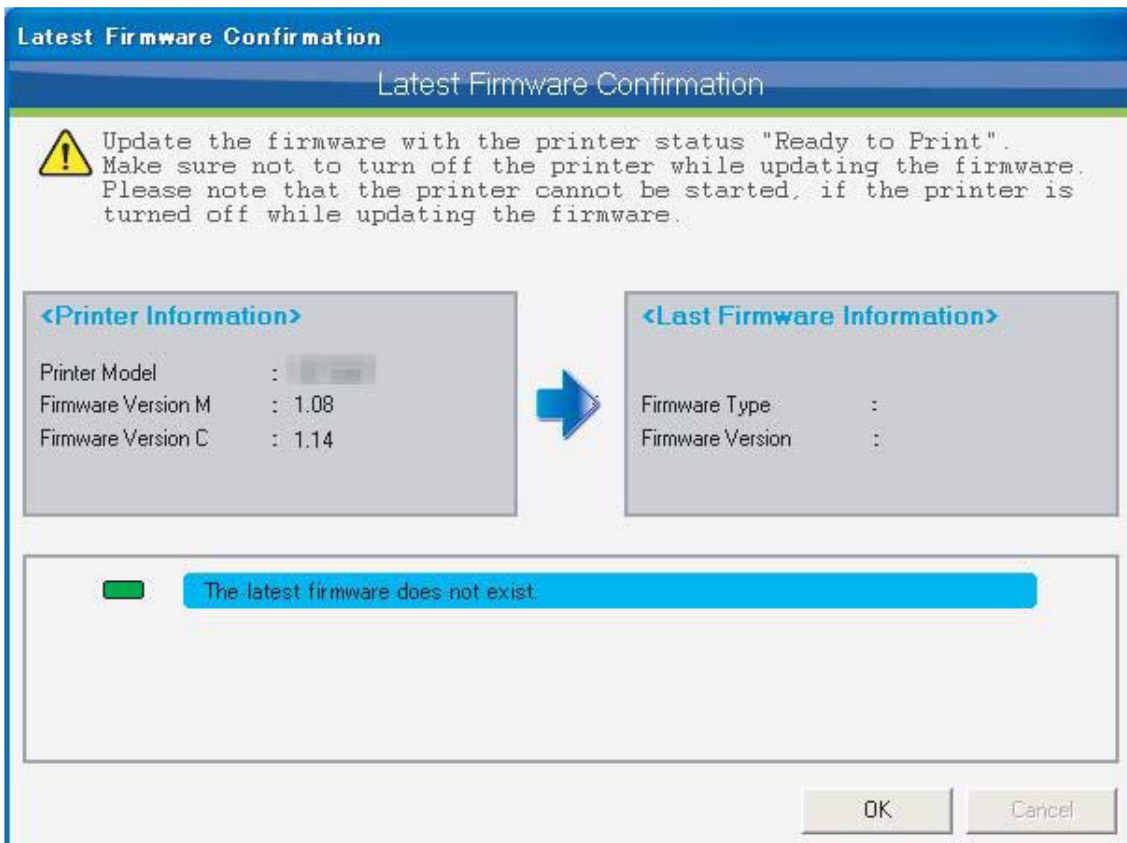 Latest Firmware Confirmation
Latest Firmware Confirmation
Update the firmware with the printer status "Ready to Print".
Make sure not to turn off the printer while updating the firmware.
Please note that the printer cannot be started, if the printer is
turned off while updating the firmware.
<Printer Information>
Printer Model :
Firmware Version M : 1.08
Firmware Version C : 1.14
<Last Firmware Information>
Firmware Type :
Firmware Version :
The latest firmware does not exist.
OK
Cancel